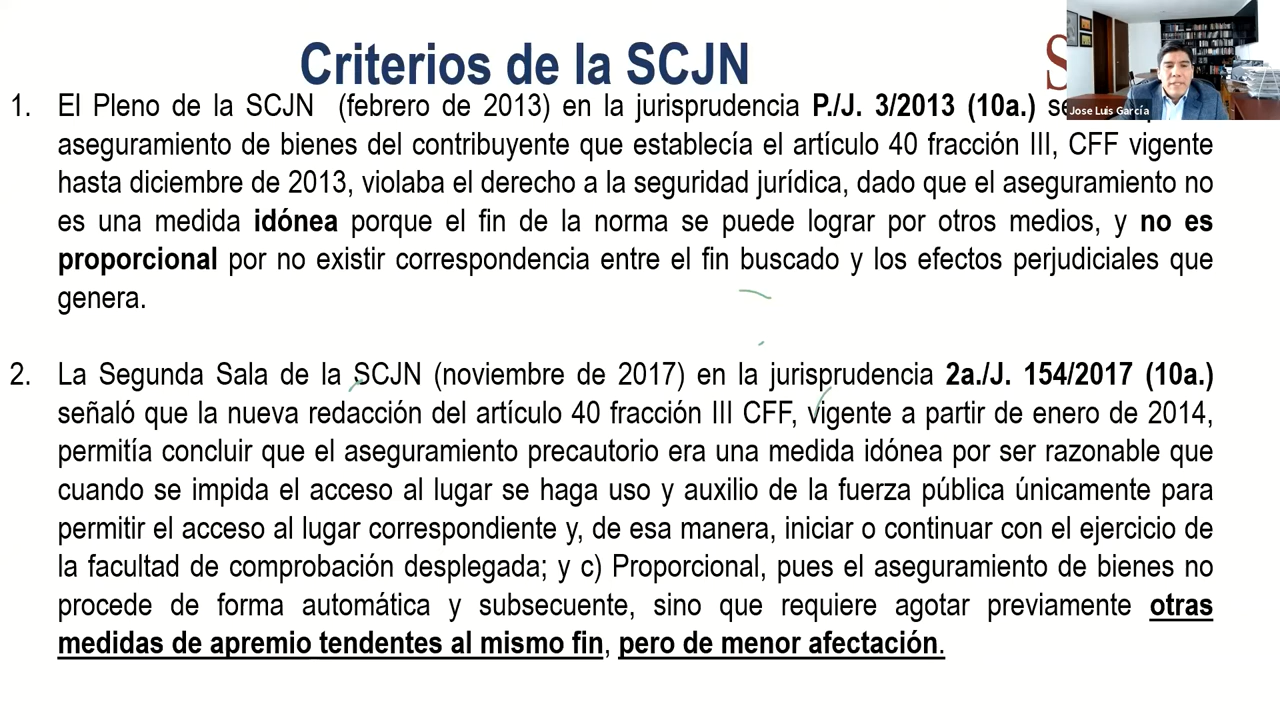 Criterios de la SCJN
S
Jose Luis García
1. El Pleno de la SCJN (febrero de 2013) en la jurisprudencia P./J. 3/2013 (10a.)
aseguramiento de bienes del contribuyente que establecía el artículo 40 fracción III, CFF vigente
hasta diciembre de 2013, violaba el derecho a la seguridad jurídica, dado que el aseguramiento no
es una medida idónea porque el fin de la norma se puede lograr por otros medios, y no es
proporcional por no existir correspondencia entre el fin buscado y los efectos perjudiciales que
genera.
2. La Segunda Sala de la SCJN (noviembre de 2017) en la jurisprudencia 2a./J. 154/2017 (10a.)
señaló que la nueva redacción del artículo 40 fracción III CFF, vigente a partir de enero de 2014,
permitía concluir que el aseguramiento precautorio era una medida idónea por ser razonable que
cuando se impida el acceso al lugar se haga uso y auxilio de la fuerza pública únicamente para
permitir el acceso al lugar correspondiente y, de esa manera, iniciar o continuar con el ejercicio de
la facultad de comprobación desplegada; y c) Proporcional, pues el aseguramiento de bienes no
procede de forma automática y subsecuente, sino que requiere agotar previamente otras
medidas de apremio tendentes al mismo fin, pero de menor afectación.